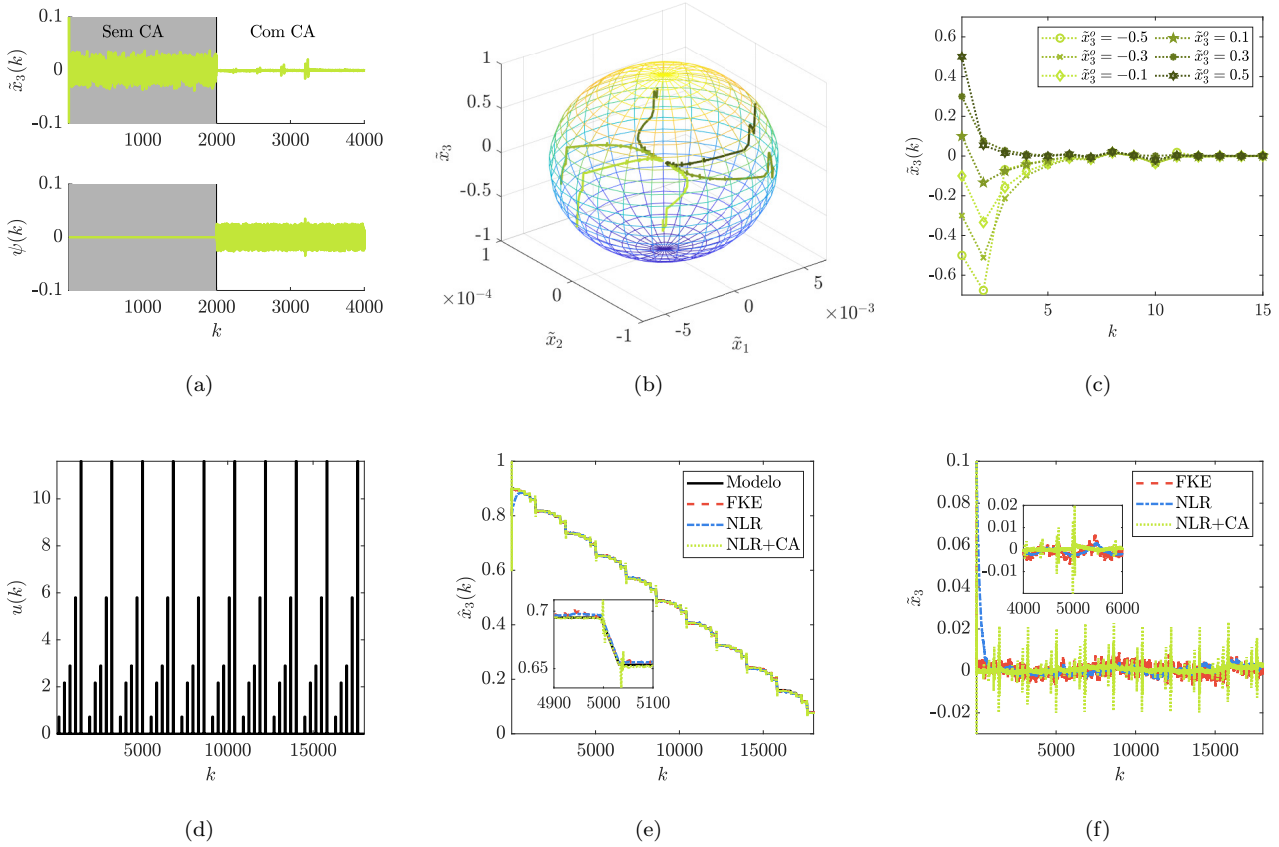 0.1
0
-0.1
x̃₃(k)
Sem CA
Com CA
1000 2000 3000 4000
0.1
0
-0.1
ψ(k)
1000 2000 3000 4000
k
(a)
1
0.5
0
-0.5
-1
x̃₃
1
0
-1
×10⁻⁴
x̃₂
-5
0
5
×10⁻³
x̃₁
(b)
0.6
0.4
0.2
0
-0.2
-0.4
-0.6
x̃₃(k)
x̃₃ᵒ = −0.5
x̃₃ᵒ = −0.3
x̃₃ᵒ = −0.1
x̃₃ᵒ = 0.1
x̃₃ᵒ = 0.3
x̃₃ᵒ = 0.5
5 10 15
k
(c)
10
8
6
4
2
0
u(k)
5000 10000 15000
k
(d)
1
0.8
0.6
0.4
0.2
0
x̂₃(k)
Modelo
FKE
NLR
NLR+CA
0.7
0.65
4900 5000 5100
5000 10000 15000
k
(e)
0.1
0.08
0.06
0.04
0.02
0
-0.02
x̃₃
FKE
NLR
NLR+CA
0.02
0.01
0
-0.01
4000 5000 6000
5000 10000 15000
k
(f)